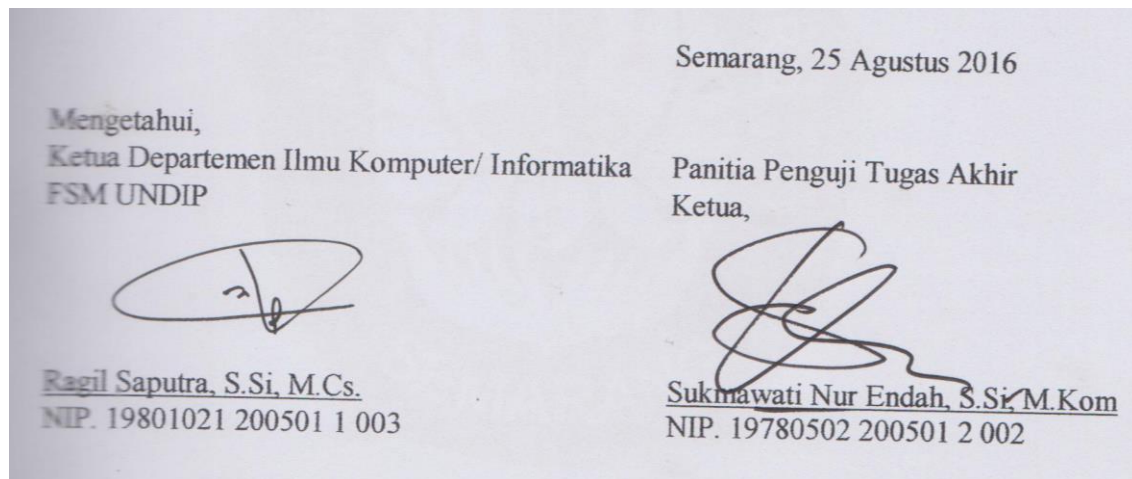 Semarang, 25 Agustus 2016
Mengetahui,
Ketua Departemen Ilmu Komputer/ Informatika
FSM UNDIP
Panitia Penguji Tugas Akhir
Ketua,
Ragil Saputra, S.Si, M.Cs.
NIP. 19801021 200501 1 003
Sukmawati Nur Endah, S.Si, M.Kom
NIP. 19780502 200501 2 002